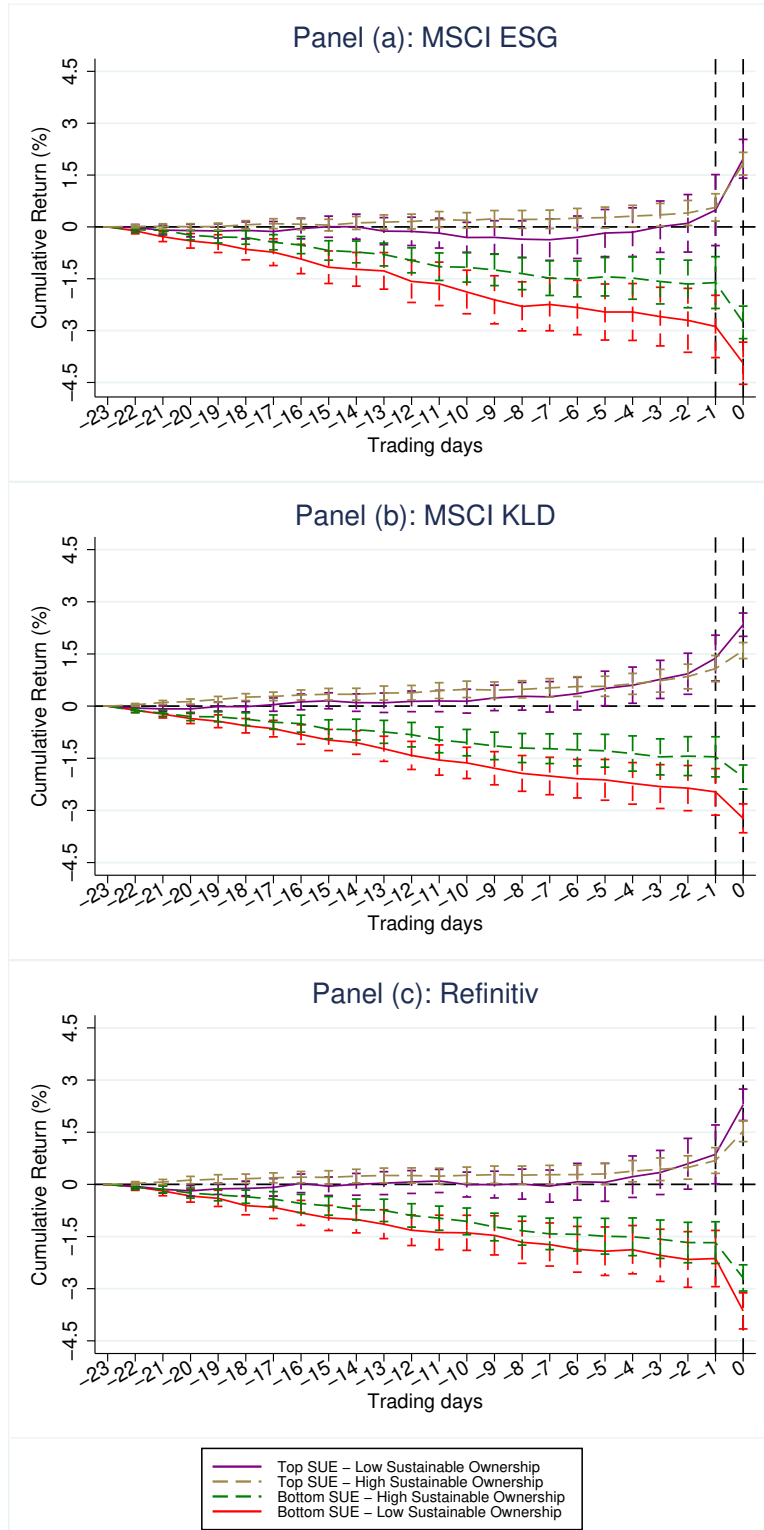 Panel (a): MSCI ESG
Cumulative Return (%)
4.5
3
1.5
0
−1.5
−3
−4.5
−23 −22 −21 −20 −19 −18 −17 −16 −15 −14 −13 −12 −11 −10 −9 −8 −7 −6 −5 −4 −3 −2 −1 0
Trading days
Panel (b): MSCI KLD
Cumulative Return (%)
4.5
3
1.5
0
−1.5
−3
−4.5
−23 −22 −21 −20 −19 −18 −17 −16 −15 −14 −13 −12 −11 −10 −9 −8 −7 −6 −5 −4 −3 −2 −1 0
Trading days
Panel (c): Refinitiv
Cumulative Return (%)
4.5
3
1.5
0
−1.5
−3
−4.5
−23 −22 −21 −20 −19 −18 −17 −16 −15 −14 −13 −12 −11 −10 −9 −8 −7 −6 −5 −4 −3 −2 −1 0
Trading days
Top SUE − Low Sustainable Ownership
Top SUE − High Sustainable Ownership
Bottom SUE − High Sustainable Ownership
Bottom SUE − Low Sustainable Ownership